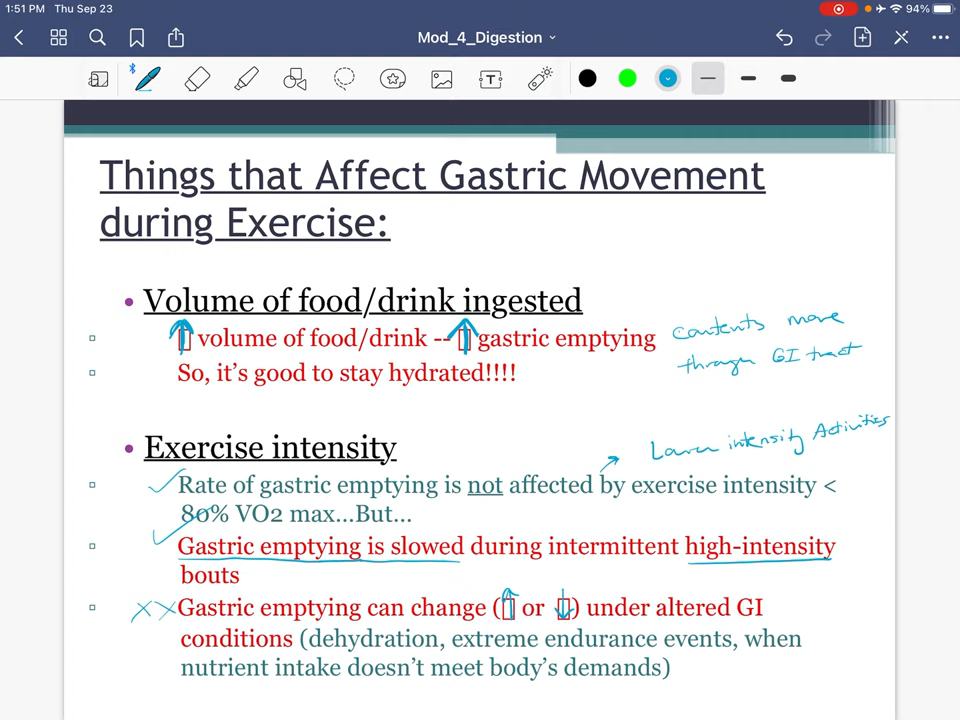 1:51 PM Thu Sep 23
94%
Mod_4_Digestion
Things that Affect Gastric Movement
during Exercise:
• Volume of food/drink ingested
↑ volume of food/drink -- ↑ gastric emptying
contents move
through GI tract
So, it's good to stay hydrated!!!!
• Exercise intensity
Lower intensity Activities
Rate of gastric emptying is not affected by exercise intensity <
80% VO2 max...But...
Gastric emptying is slowed during intermittent high-intensity
bouts
Gastric emptying can change (↑ or ↓) under altered GI
conditions (dehydration, extreme endurance events, when
nutrient intake doesn't meet body's demands)